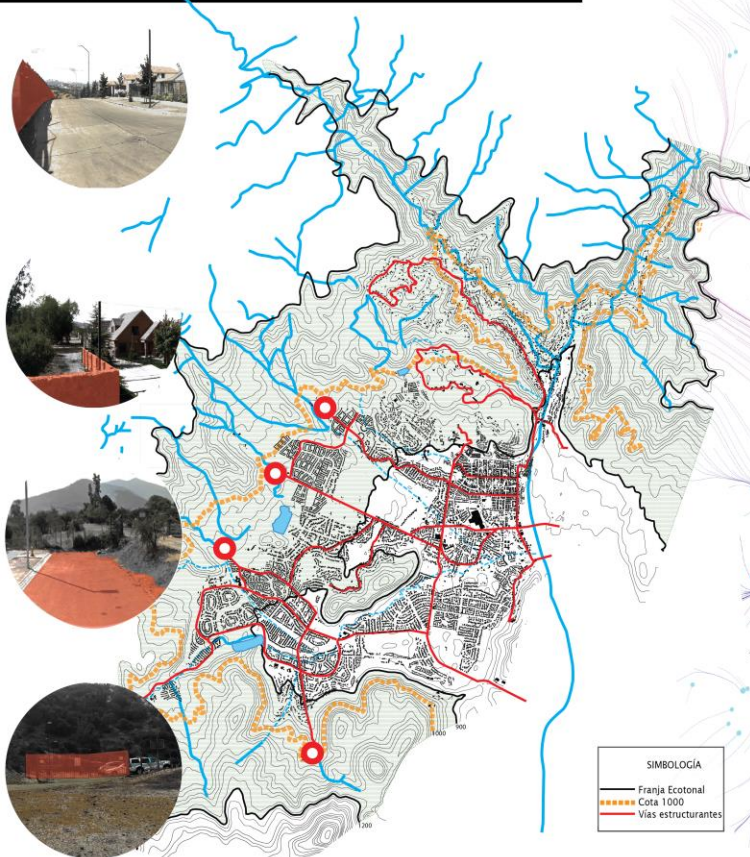 900
1000
1200
SIMBOLOGÍA
Franja Ecotonal
Cota 1000
Vías estructurantes